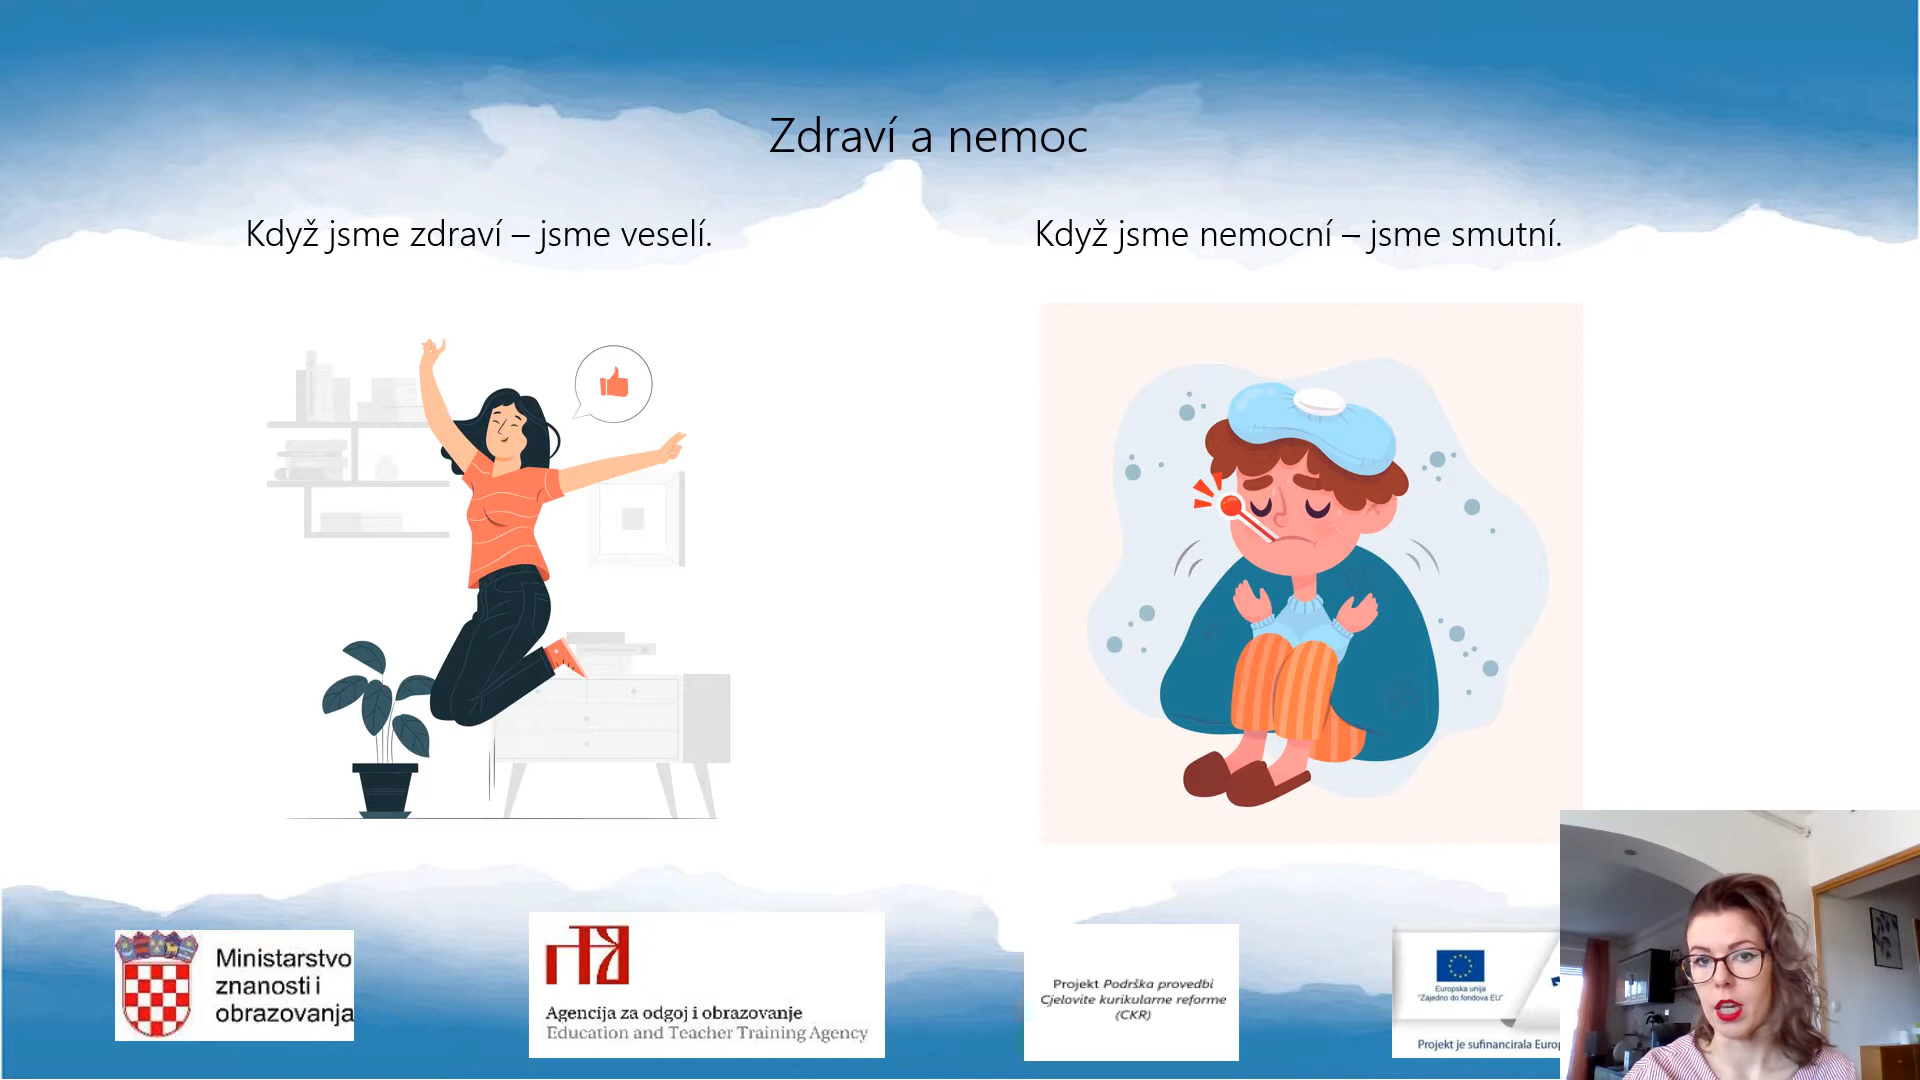 Zdraví a nemoc
Když jsme zdraví – jsme veselí.
Když jsme nemocní – jsme smutní.
Ministarstvo
znanosti i
obrazovanja
Agencija za odgoj i obrazovanje
Education and Teacher Training Agency
Projekt Podrška provedbi
Cjelovite kurikularne reforme
(CKR)
Europska unija
"Zajedno do fondova EU"
Projekt je sufinancirala Europ